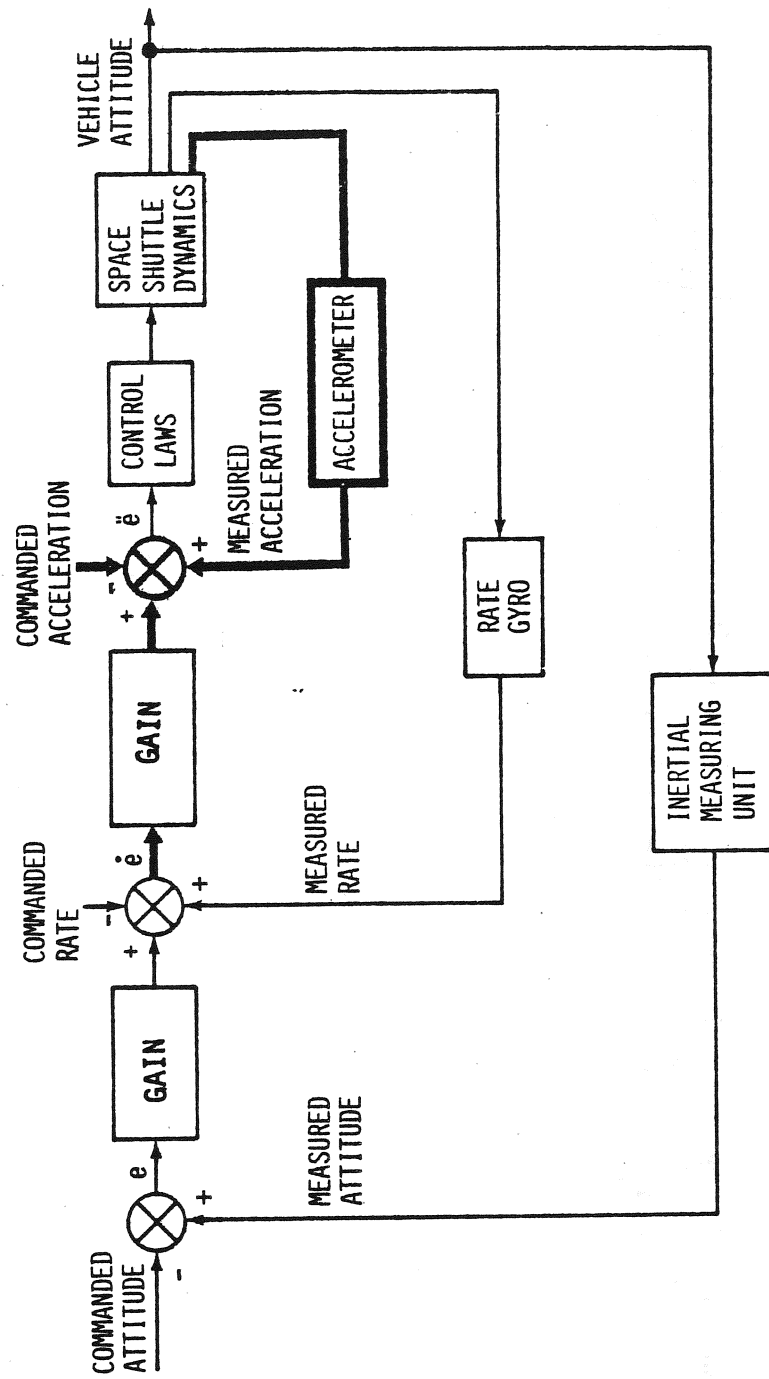 COMMANDED
ATTITUDE
-
+
e
GAIN
MEASURED
ATTITUDE
COMMANDED
RATE
-
+
+
ė
MEASURED
RATE
GAIN
COMMANDED
ACCELERATION
-
+
+
ë
MEASURED
ACCELERATION
CONTROL
LAWS
SPACE
SHUTTLE
DYNAMICS
VEHICLE
ATTITUDE
ACCELEROMETER
RATE
GYRO
INERTIAL
MEASURING
UNIT